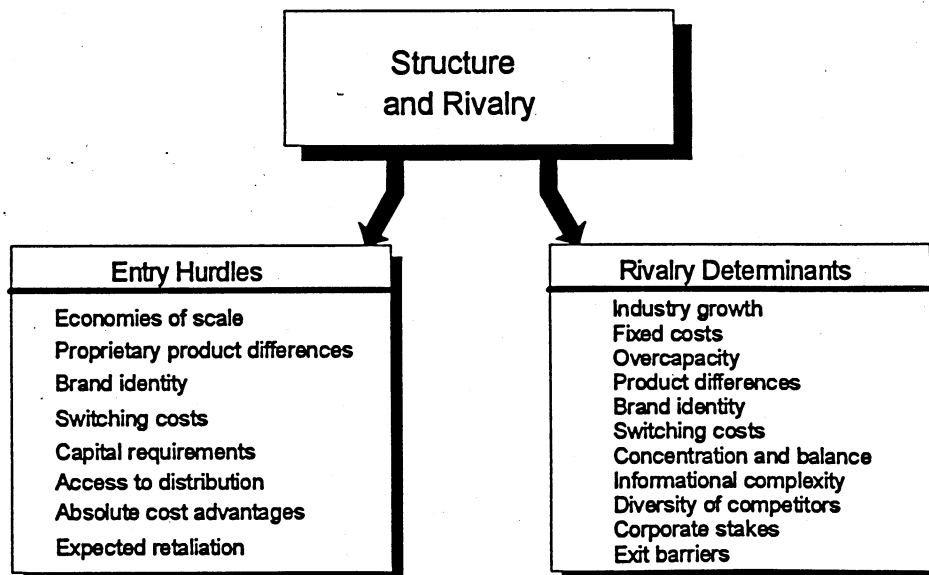 Structure
and Rivalry
Entry Hurdles
Economies of scale
Proprietary product differences
Brand identity
Switching costs
Capital requirements
Access to distribution
Absolute cost advantages
Expected retaliation
Rivalry Determinants
Industry growth
Fixed costs
Overcapacity
Product differences
Brand identity
Switching costs
Concentration and balance
Informational complexity
Diversity of competitors
Corporate stakes
Exit barriers